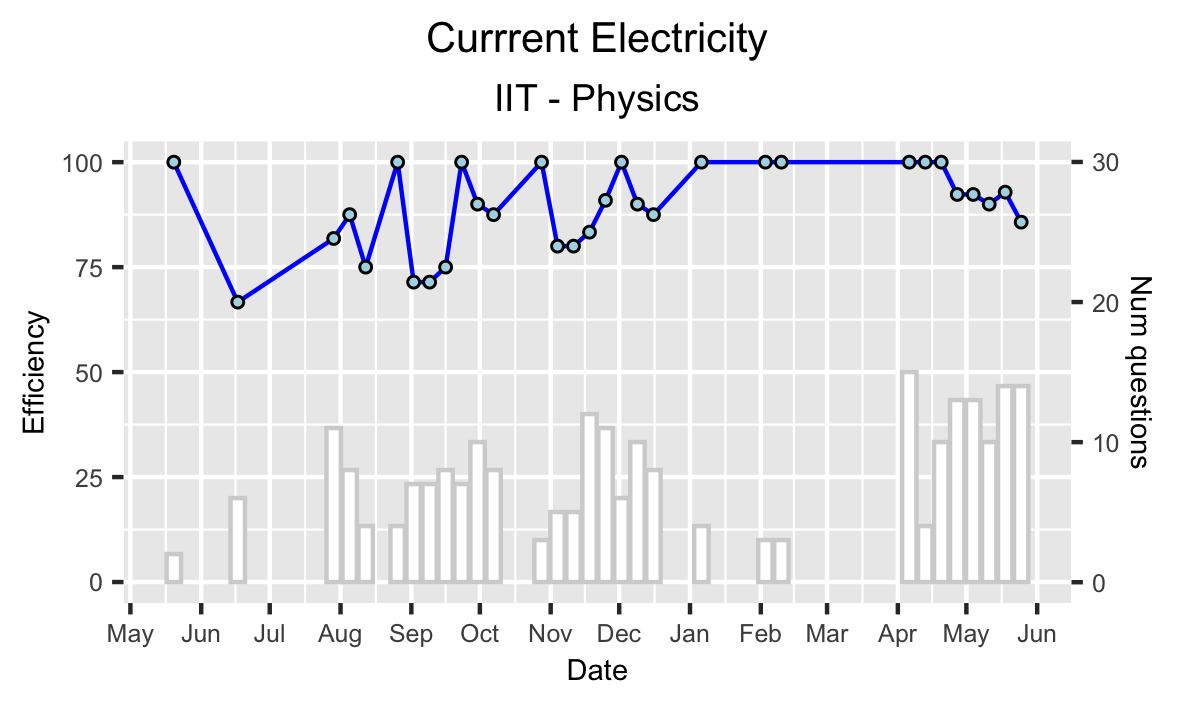 Currrent Electricity
IIT - Physics
Efficiency
100
75
50
25
0
30
20
10
0
Num questions
May Jun Jul Aug Sep Oct Nov Dec Jan Feb Mar Apr May Jun
Date